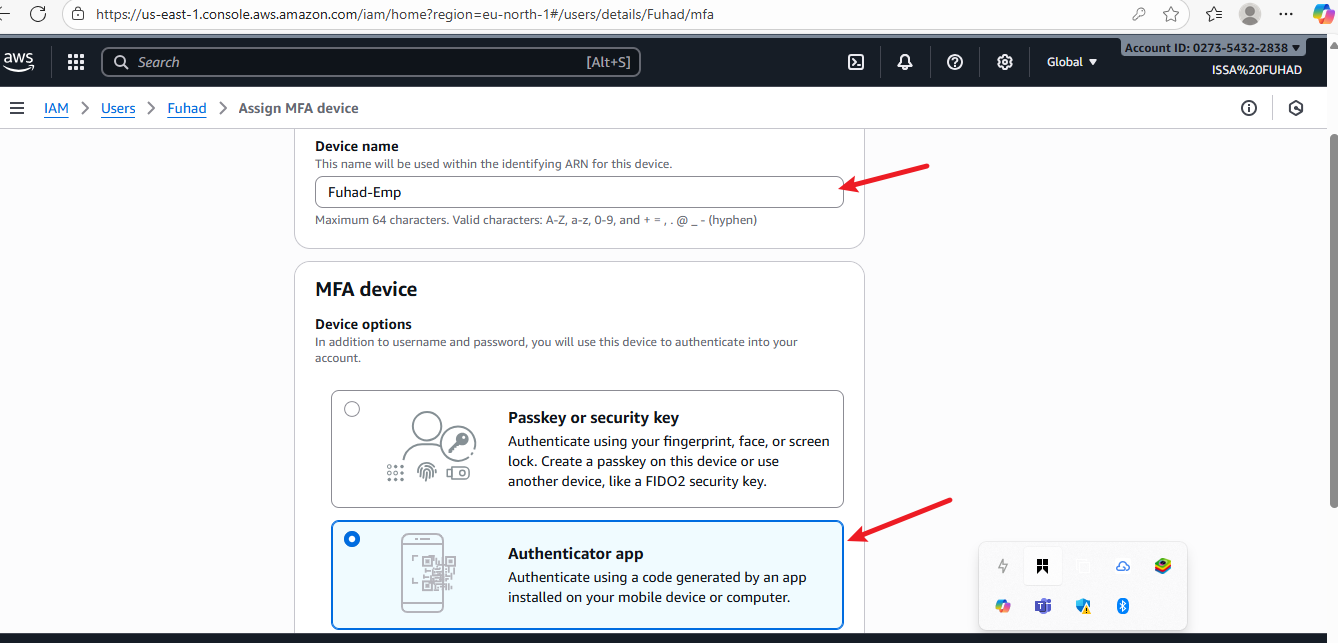 https://us-east-1.console.aws.amazon.com/iam/home?region=eu-north-1#/users/details/Fuhad/mfa
aws
Search [Alt+S]
Global
Account ID: 0273-5432-2838
ISSA%20FUHAD
IAM > Users > Fuhad > Assign MFA device
Device name
This name will be used within the identifying ARN for this device.
Fuhad-Emp
Maximum 64 characters. Valid characters: A-Z, a-z, 0-9, and + = , . @ _ - (hyphen)
MFA device
Device options
In addition to username and password, you will use this device to authenticate into your
account.
Passkey or security key
Authenticate using your fingerprint, face, or screen
lock. Create a passkey on this device or use
another device, like a FIDO2 security key.
Authenticator app
Authenticate using a code generated by an app
installed on your mobile device or computer.